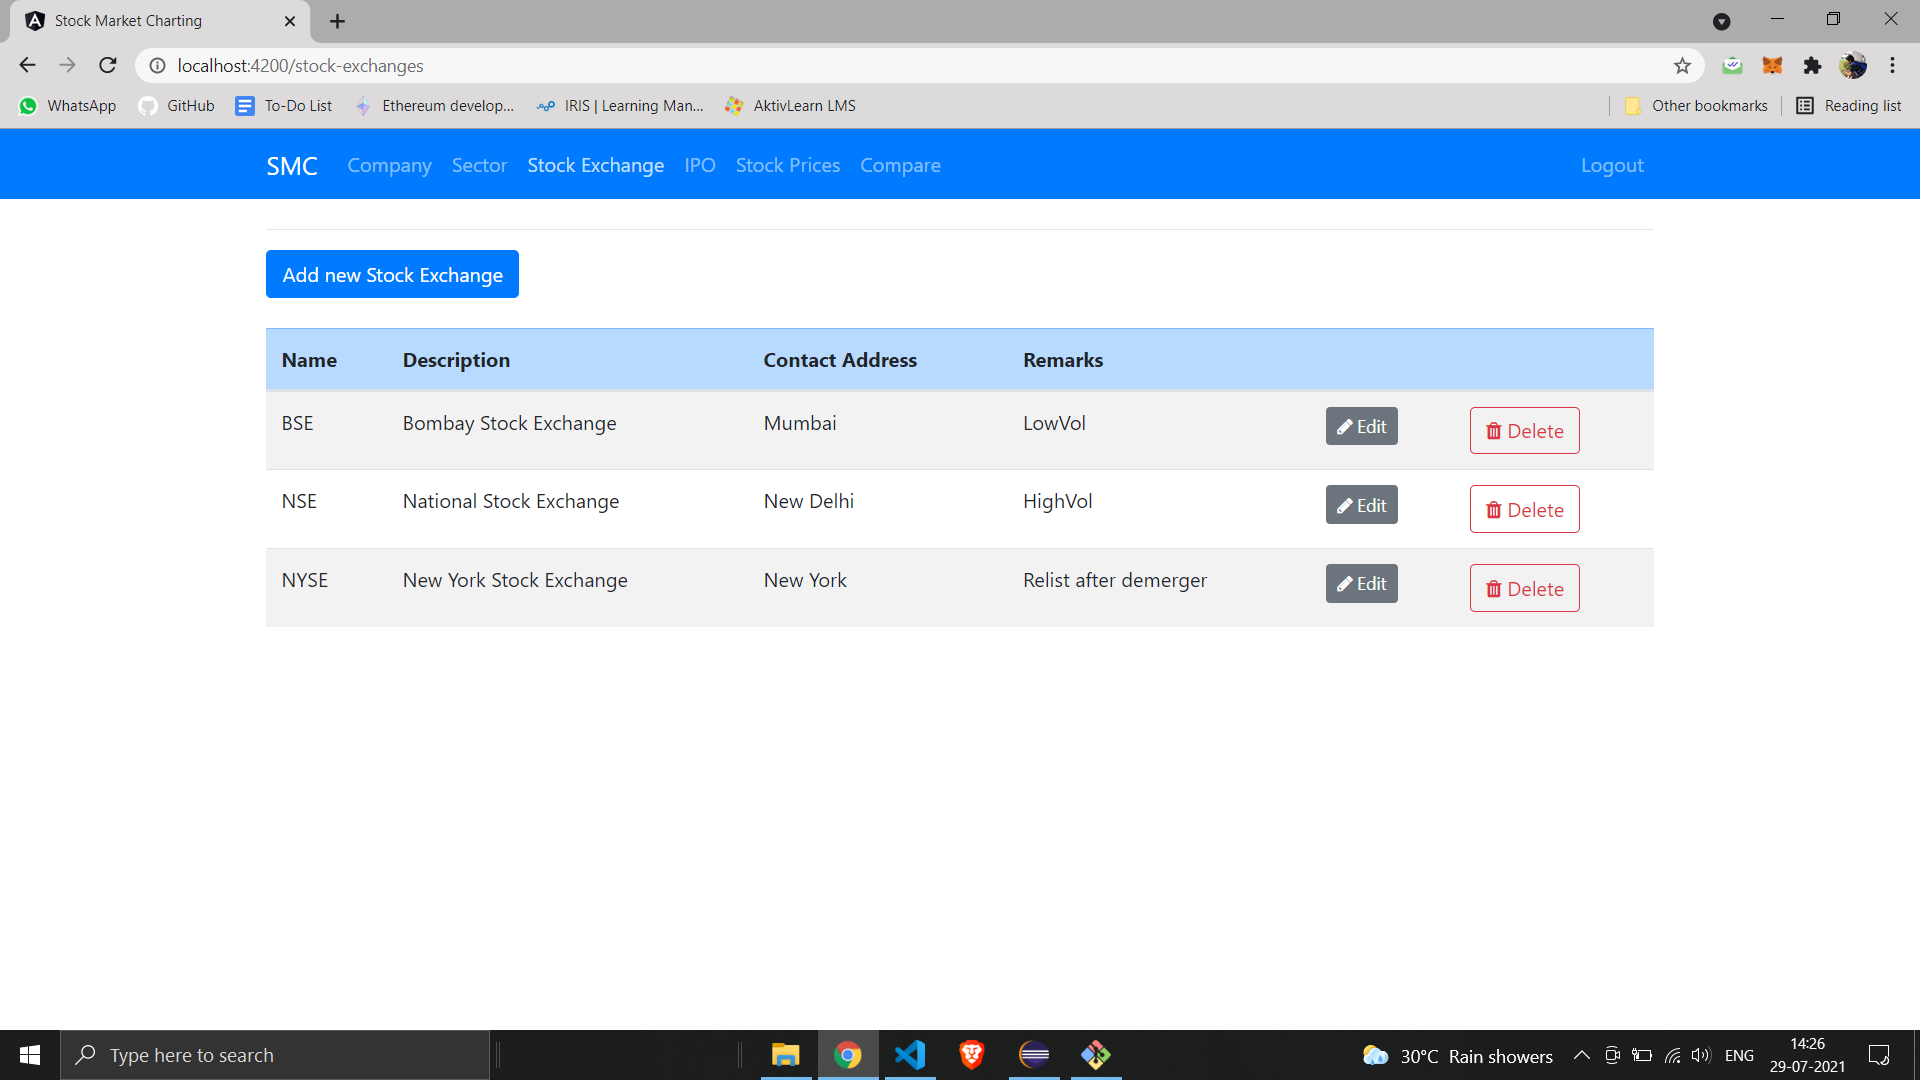 Stock Market Charting
localhost:4200/stock-exchanges
WhatsApp GitHub To-Do List Ethereum develop... IRIS | Learning Man... AktivLearn LMS Other bookmarks Reading list
SMC Company Sector Stock Exchange IPO Stock Prices Compare Logout
Add new Stock Exchange
Name Description Contact Address Remarks
BSE Bombay Stock Exchange Mumbai LowVol Edit Delete
NSE National Stock Exchange New Delhi HighVol Edit Delete
NYSE New York Stock Exchange New York Relist after demerger Edit Delete
Type here to search 30°C Rain showers ENG 14:26
29-07-2021